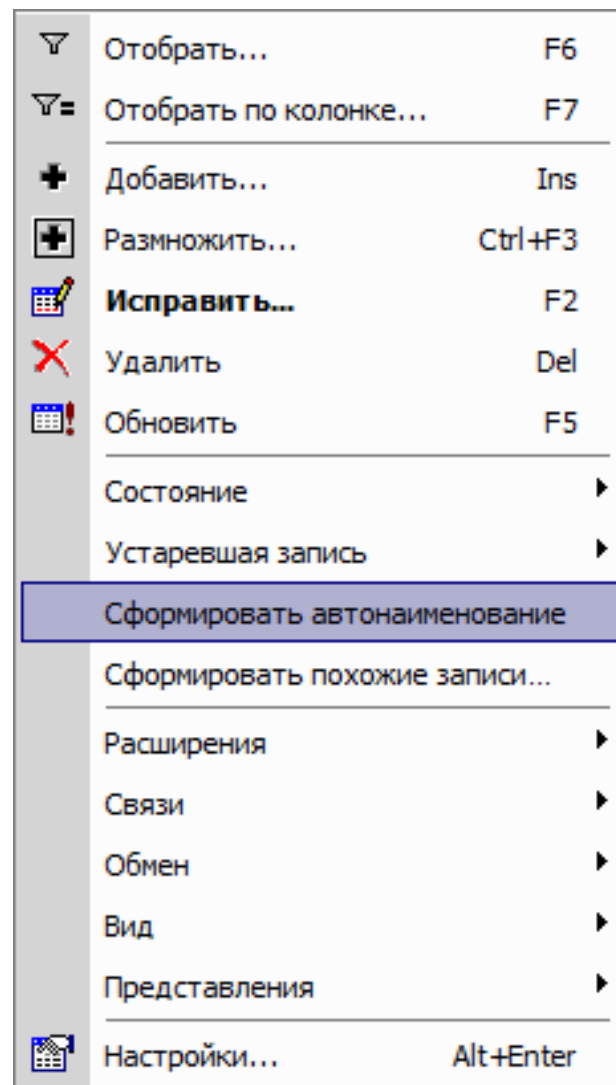 Отобрать... F6
Отобрать по колонке... F7
Добавить... Ins
Размножить... Ctrl+F3
Исправить... F2
Удалить Del
Обновить F5
Состояние
Устаревшая запись
Сформировать автонаименование
Сформировать похожие записи...
Расширения
Связи
Обмен
Вид
Представления
Настройки... Alt+Enter